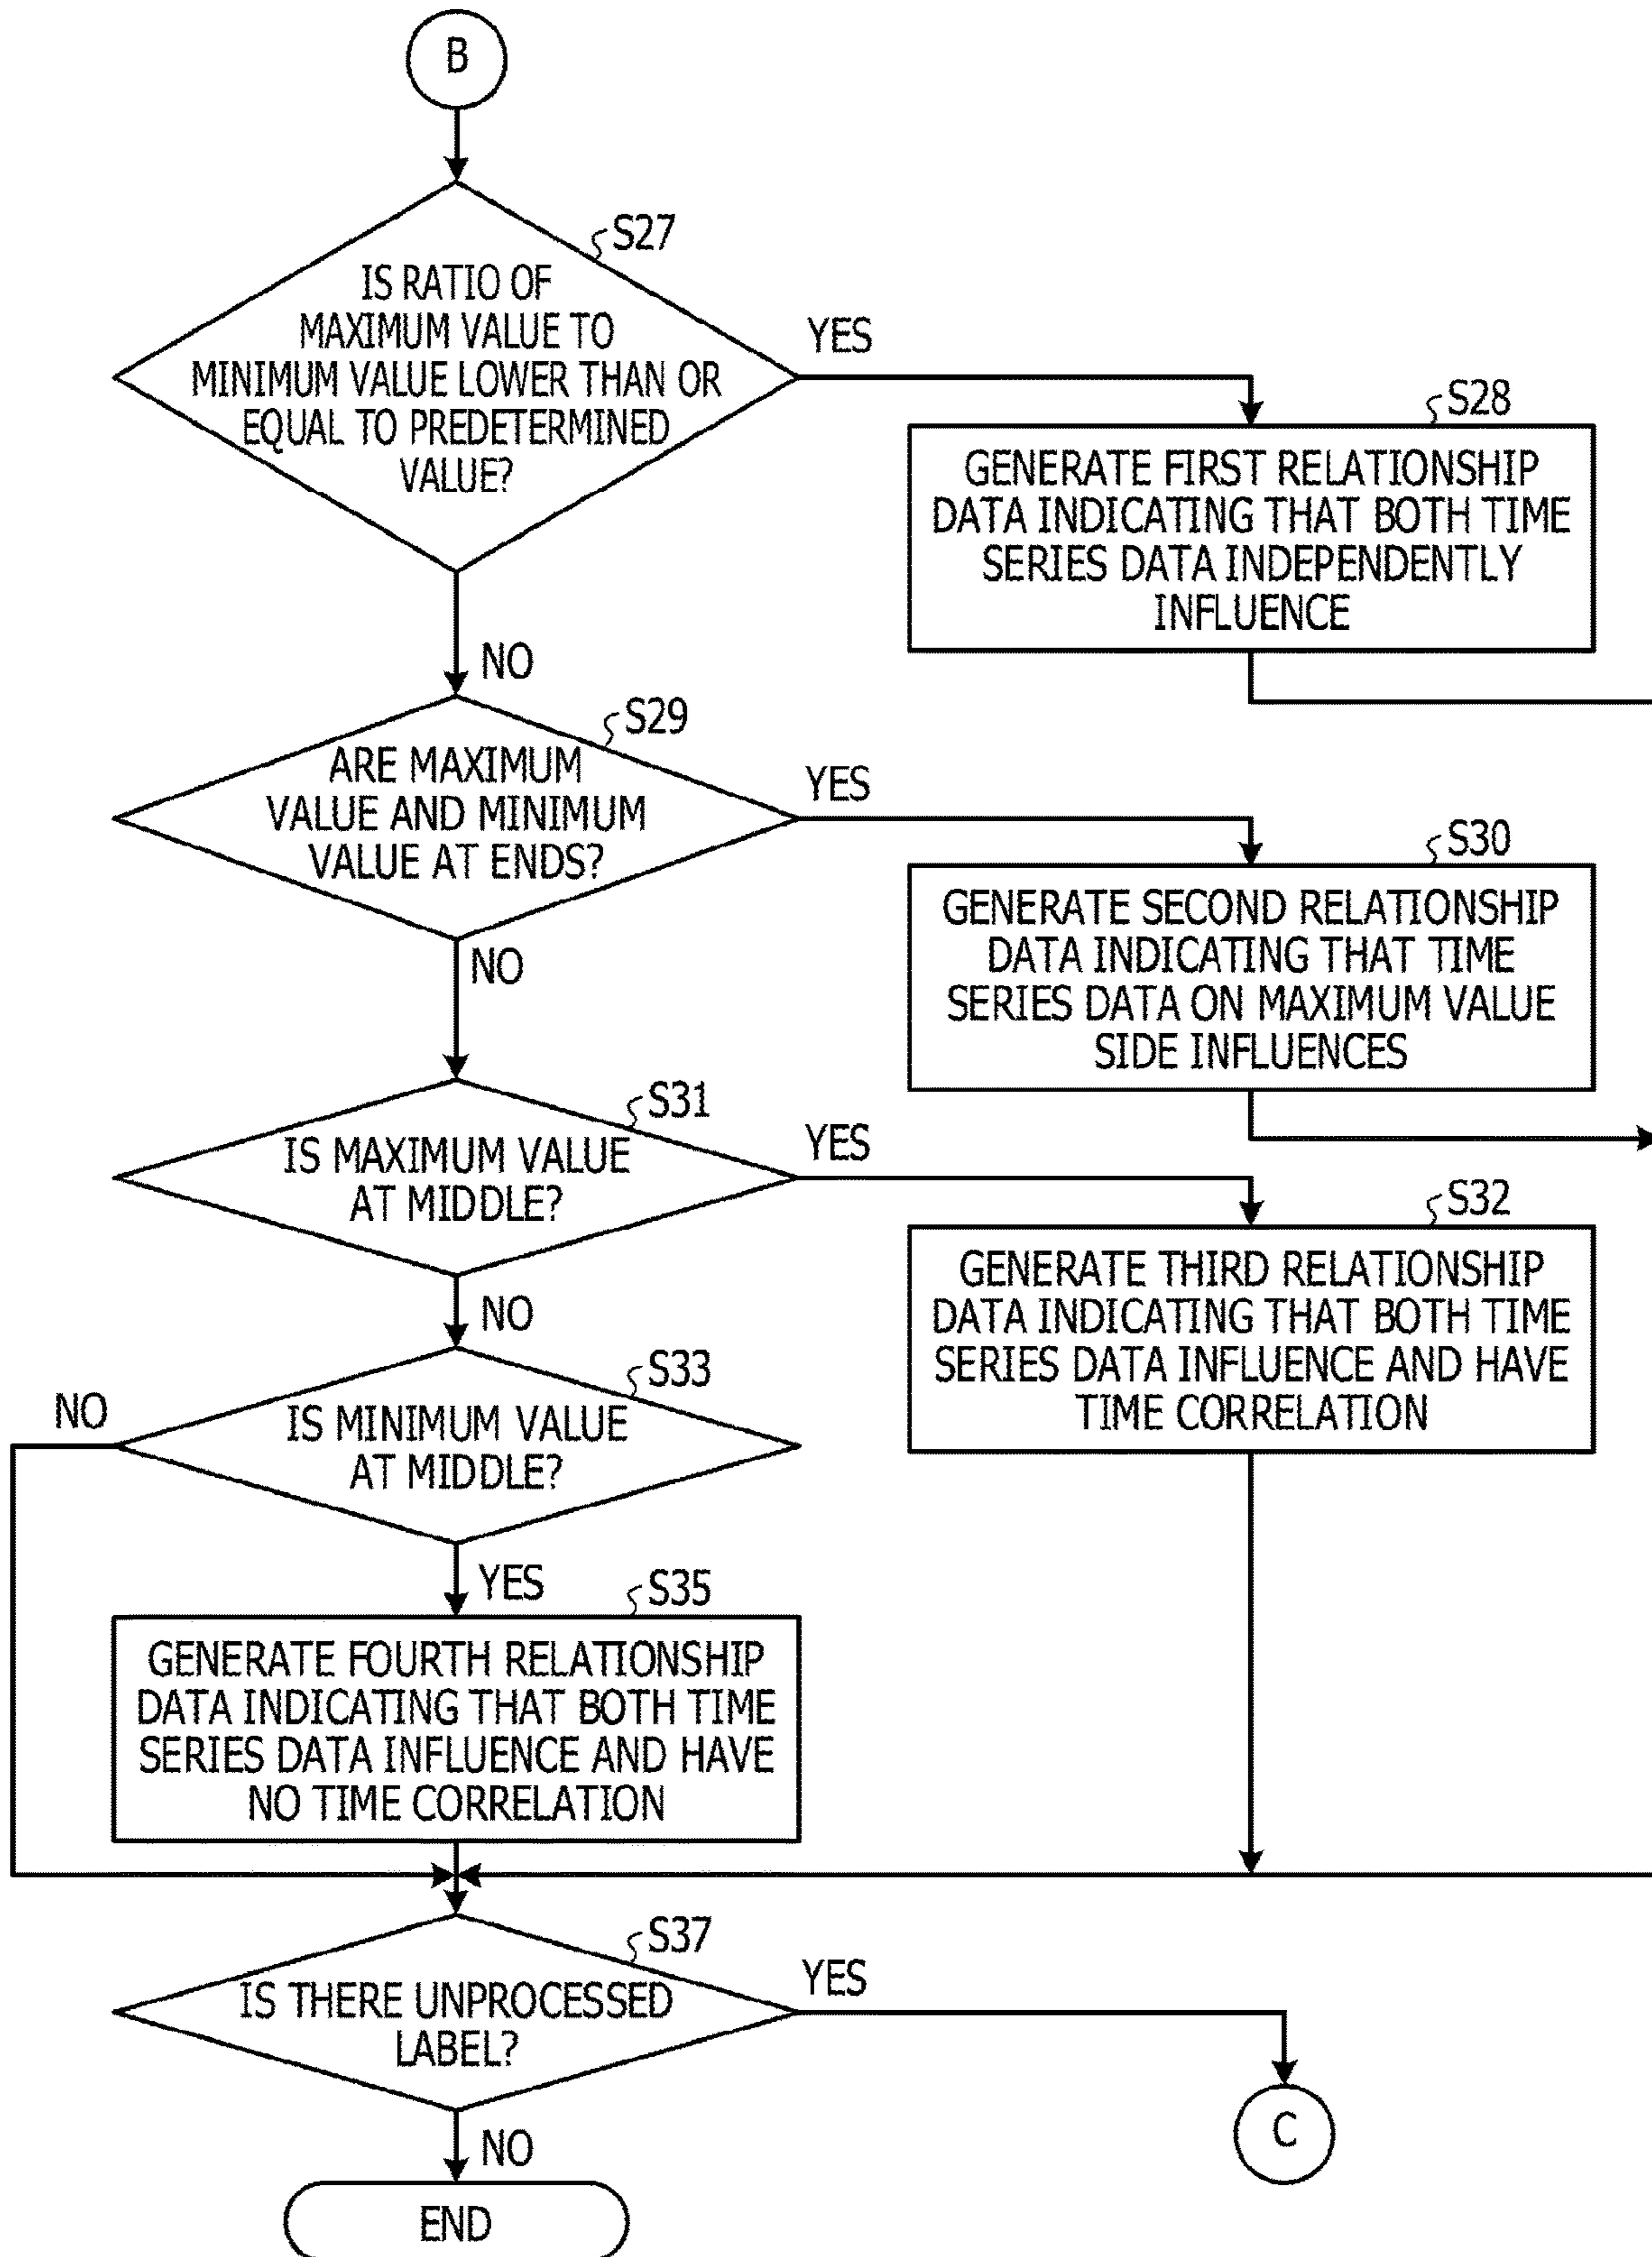 B
S27
IS RATIO OF
MAXIMUM VALUE TO
MINIMUM VALUE LOWER THAN OR
EQUAL TO PREDETERMINED
VALUE?
YES
S28
GENERATE FIRST RELATIONSHIP
DATA INDICATING THAT BOTH TIME
SERIES DATA INDEPENDENTLY
INFLUENCE
NO
S29
ARE MAXIMUM
VALUE AND MINIMUM
VALUE AT ENDS?
YES
S30
GENERATE SECOND RELATIONSHIP
DATA INDICATING THAT TIME
SERIES DATA ON MAXIMUM VALUE
SIDE INFLUENCES
NO
S31
IS MAXIMUM VALUE
AT MIDDLE?
YES
S32
GENERATE THIRD RELATIONSHIP
DATA INDICATING THAT BOTH TIME
SERIES DATA INFLUENCE AND HAVE
TIME CORRELATION
NO
S33
IS MINIMUM VALUE
AT MIDDLE?
NO
YES
S35
GENERATE FOURTH RELATIONSHIP
DATA INDICATING THAT BOTH TIME
SERIES DATA INFLUENCE AND HAVE
NO TIME CORRELATION
S37
IS THERE UNPROCESSED
LABEL?
YES
C
NO
END